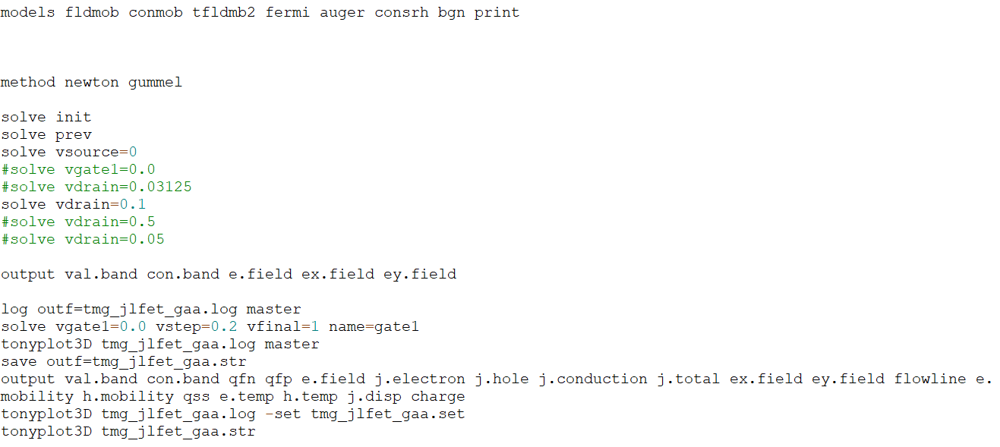 models fldmob conmob tfldmb2 fermi auger consrh bgn print
method newton gummel
solve init
solve prev
solve vsource=0
#solve vgate1=0.0
#solve vdrain=0.03125
solve vdrain=0.1
#solve vdrain=0.5
#solve vdrain=0.05
output val.band con.band e.field ex.field ey.field
log outf=tmg_jlfet_gaa.log master
solve vgate1=0.0 vstep=0.2 vfinal=1 name=gate1
tonyplot3D tmg_jlfet_gaa.log master
save outf=tmg_jlfet_gaa.str
output val.band con.band qfn qfp e.field j.electron j.hole j.conduction j.total ex.field ey.field flowline e.
mobility h.mobility qss e.temp h.temp j.disp charge
tonyplot3D tmg_jlfet_gaa.log -set tmg_jlfet_gaa.set
tonyplot3D tmg_jlfet_gaa.str